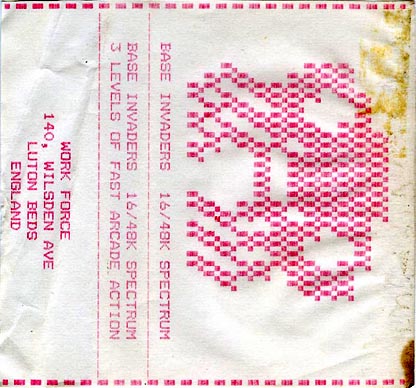 BASE INVADERS 16/48K SPECTRUM
BASE INVADERS 16/48K SPECTRUM
3 LEVELS OF FAST ARCADE ACTION
WORK FORCE
140, WILSDEN AVE
LUTON BEDS
ENGLAND